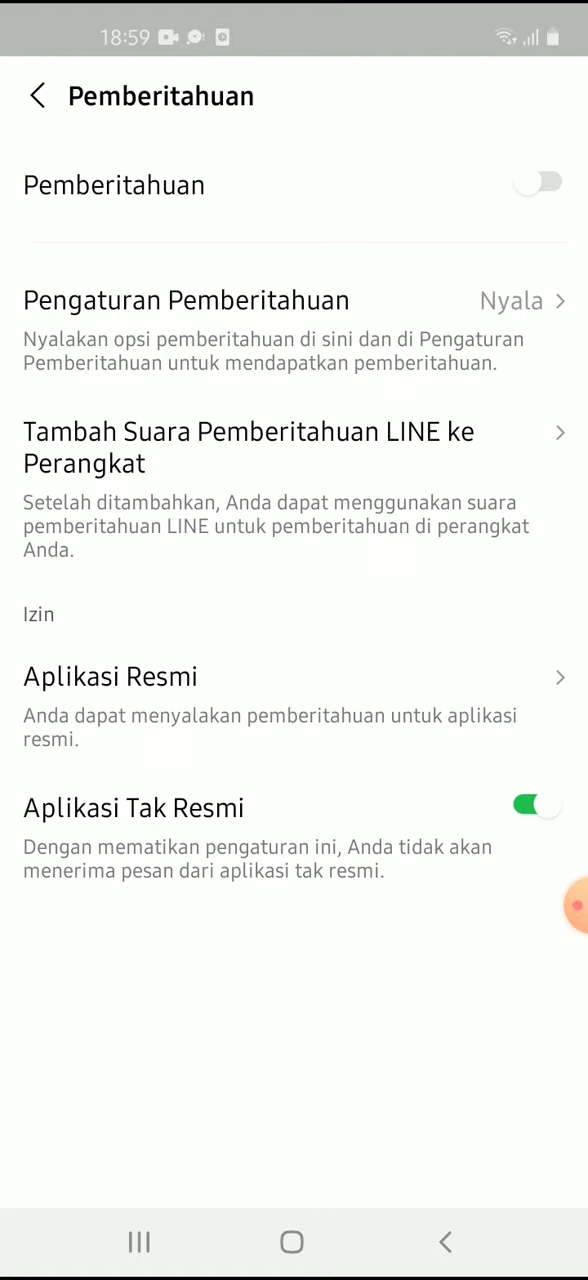 18:59
Pemberitahuan
Pemberitahuan
Pengaturan Pemberitahuan Nyala
Nyalakan opsi pemberitahuan di sini dan di Pengaturan
Pemberitahuan untuk mendapatkan pemberitahuan.
Tambah Suara Pemberitahuan LINE ke
Perangkat
Setelah ditambahkan, Anda dapat menggunakan suara
pemberitahuan LINE untuk pemberitahuan di perangkat
Anda.
Izin
Aplikasi Resmi
Anda dapat menyalakan pemberitahuan untuk aplikasi
resmi.
Aplikasi Tak Resmi
Dengan mematikan pengaturan ini, Anda tidak akan
menerima pesan dari aplikasi tak resmi.